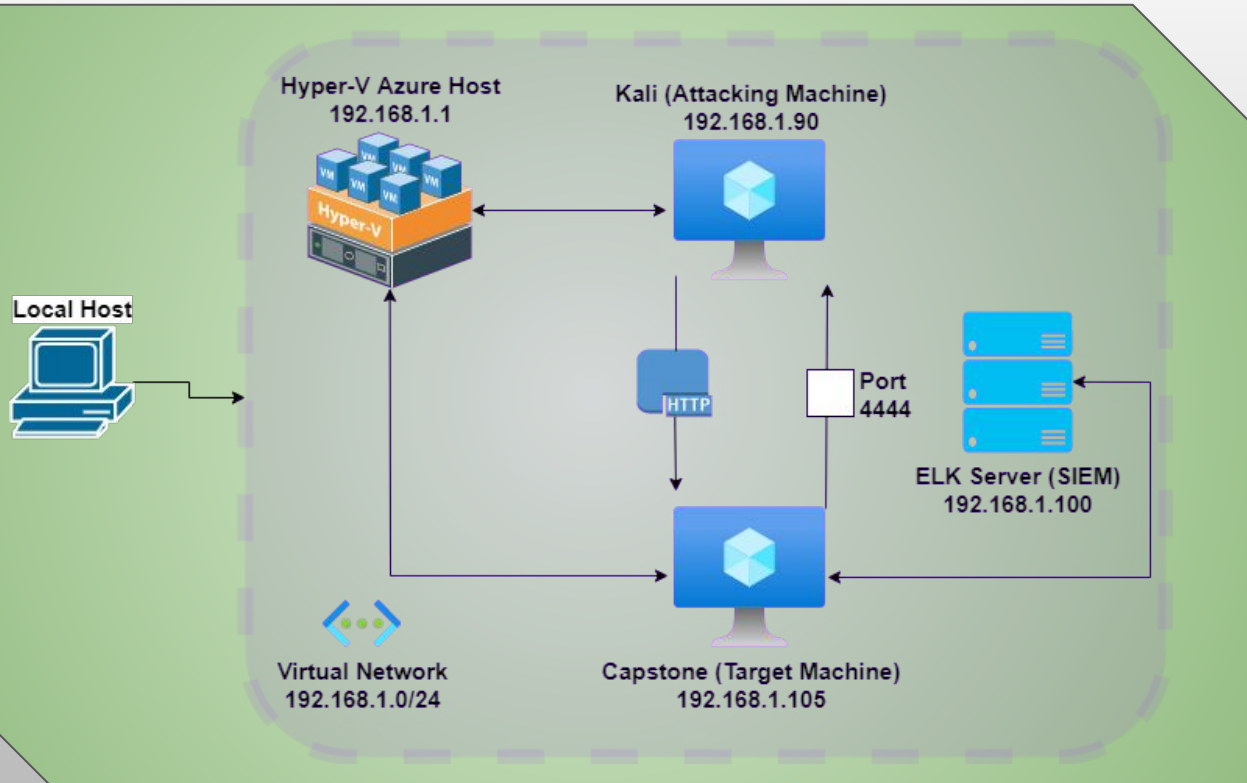 Hyper-V Azure Host
192.168.1.1
Kali (Attacking Machine)
192.168.1.90
VM
VM
VM
VM
VM
Hyper-V
Local Host
HTTP
Port
4444
ELK Server (SIEM)
192.168.1.100
Virtual Network
192.168.1.0/24
Capstone (Target Machine)
192.168.1.105